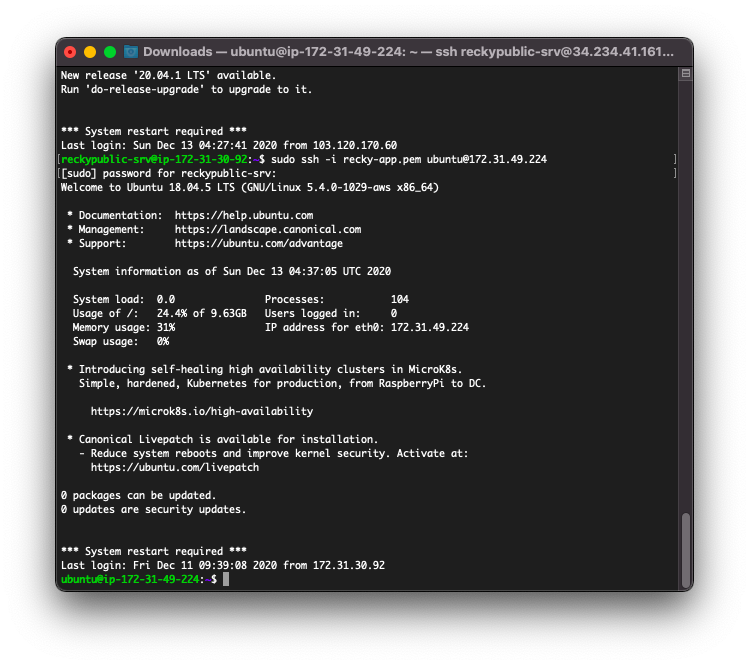 Downloads — ubuntu@ip-172-31-49-224: ~ — ssh reckypublic-srv@34.234.41.161...
New release '20.04.1 LTS' available.
Run 'do-release-upgrade' to upgrade to it.
*** System restart required ***
Last login: Sun Dec 13 04:27:41 2020 from 103.120.170.60
[reckypublic-srv@ip-172-31-30-92:~$ sudo ssh -i recky-app.pem ubuntu@172.31.49.224 ]
[[sudo] password for reckypublic-srv: ]
Welcome to Ubuntu 18.04.5 LTS (GNU/Linux 5.4.0-1029-aws x86_64)
* Documentation: https://help.ubuntu.com
* Management: https://landscape.canonical.com
* Support: https://ubuntu.com/advantage
System information as of Sun Dec 13 04:37:05 UTC 2020
System load: 0.0 Processes: 104
Usage of /: 24.4% of 9.63GB Users logged in: 0
Memory usage: 31% IP address for eth0: 172.31.49.224
Swap usage: 0%
* Introducing self-healing high availability clusters in MicroK8s.
Simple, hardened, Kubernetes for production, from RaspberryPi to DC.
https://microk8s.io/high-availability
* Canonical Livepatch is available for installation.
- Reduce system reboots and improve kernel security. Activate at:
https://ubuntu.com/livepatch
0 packages can be updated.
0 updates are security updates.
*** System restart required ***
Last login: Fri Dec 11 09:39:08 2020 from 172.31.30.92
ubuntu@ip-172-31-49-224:~$